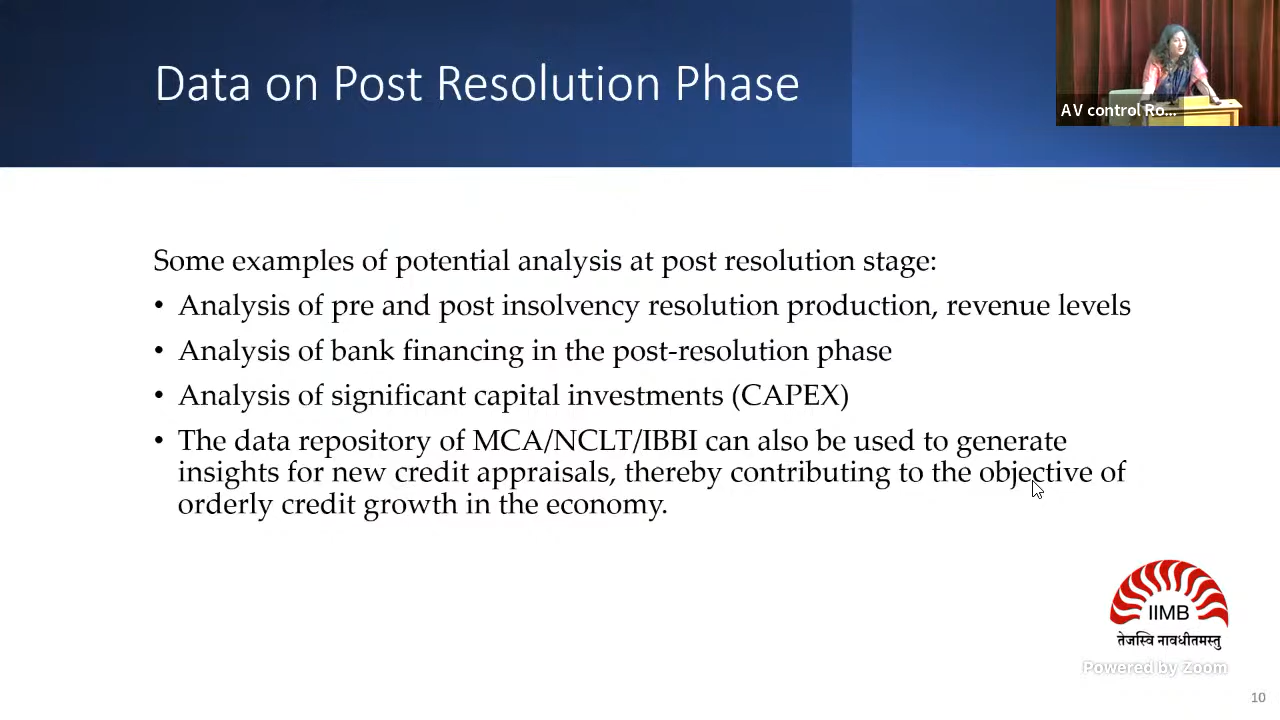 Data on Post Resolution Phase
AV control Ro...
Some examples of potential analysis at post resolution stage:
• Analysis of pre and post insolvency resolution production, revenue levels
• Analysis of bank financing in the post-resolution phase
• Analysis of significant capital investments (CAPEX)
• The data repository of MCA/NCLT/IBBI can also be used to generate
insights for new credit appraisals, thereby contributing to the objective of
orderly credit growth in the economy.
IIMB
तेजस्वि नावधीतमस्तु
Powered by Zoom
10